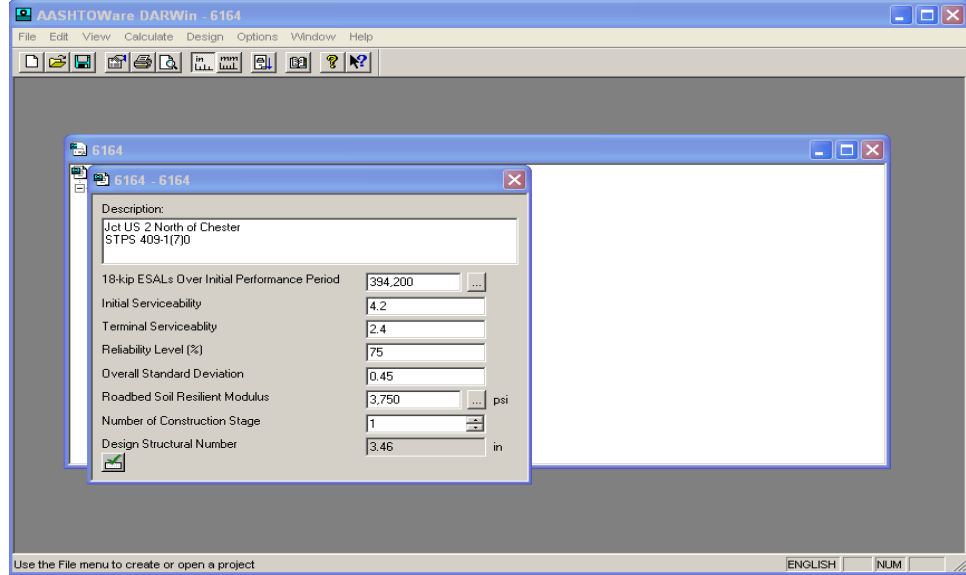 AASHTOWare DARWin - 6164
File Edit View Calculate Design Options Window Help
in mm
6164
6164 - 6164
Description:
Jct US 2 North of Chester
STPS 409-1(7)0
18-kip ESALs Over Initial Performance Period 394,200 ...
Initial Serviceability 4.2
Terminal Serviceablity 2.4
Reliability Level (%) 75
Overall Standard Deviation 0.45
Roadbed Soil Resilient Modulus 3,750 ... psi
Number of Construction Stage 1
Design Structural Number 3.46 in
Use the File menu to create or open a project ENGLISH NUM